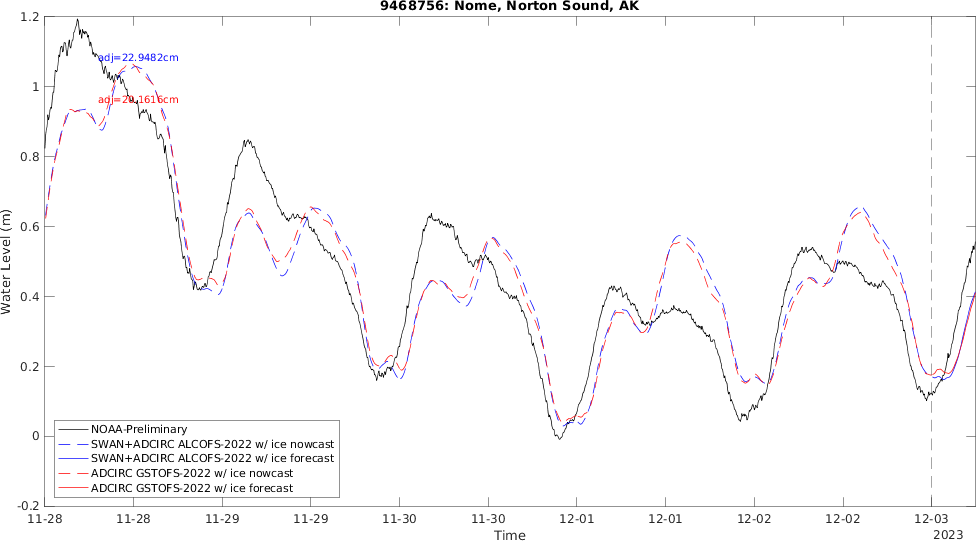 9468756: Nome, Norton Sound, AK
1.2
1
0.8
0.6
0.4
0.2
0
-0.2
Water Level (m)
adj=22.9482cm
adj=20.1616cm
NOAA-Preliminary
SWAN+ADCIRC ALCOFS-2022 w/ ice nowcast
SWAN+ADCIRC ALCOFS-2022 w/ ice forecast
ADCIRC GSTOFS-2022 w/ ice nowcast
ADCIRC GSTOFS-2022 w/ ice forecast
11-28 11-28 11-29 11-29 11-30 11-30 12-01 12-01 12-02 12-02 12-03
Time 2023